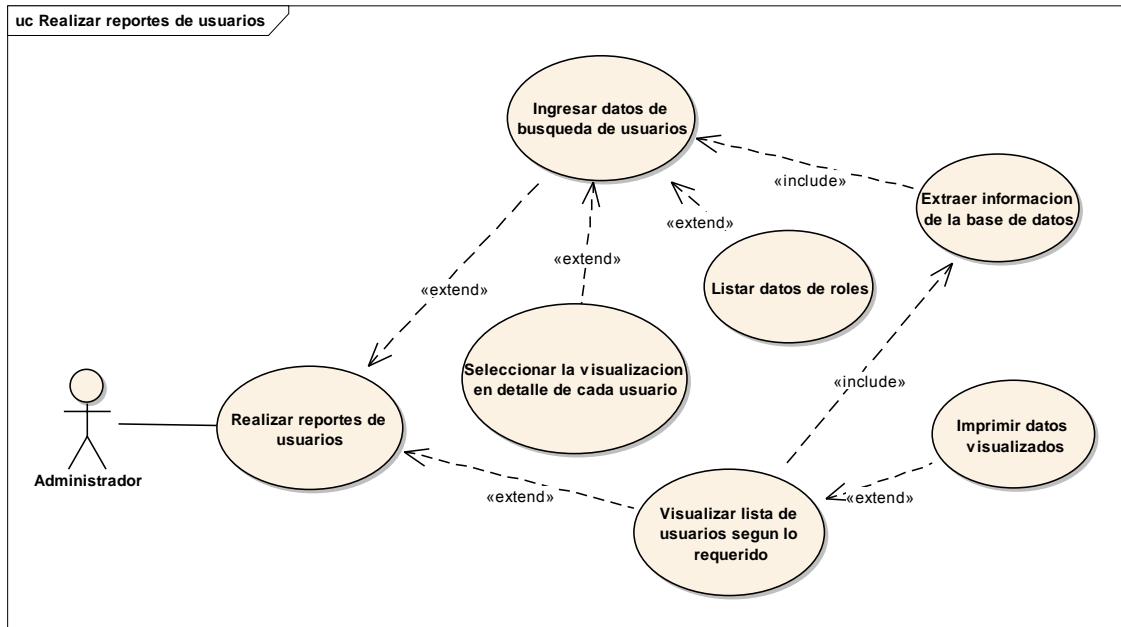 uc Realizar reportes de usuarios
Ingresar datos de
busqueda de usuarios
«include»
Extraer informacion
de la base de datos
«extend»
«extend»
Listar datos de roles
«extend»
Seleccionar la visualizacion
en detalle de cada usuario
«include»
Realizar reportes de
usuarios
Administrador
Imprimir datos
visualizados
«extend»
«extend»
Visualizar lista de
usuarios segun lo
requerido